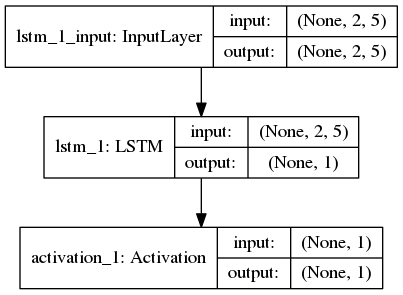 lstm_1_input: InputLayer
input: (None, 2, 5)
output: (None, 2, 5)
lstm_1: LSTM
input: (None, 2, 5)
output: (None, 1)
activation_1: Activation
input: (None, 1)
output: (None, 1)